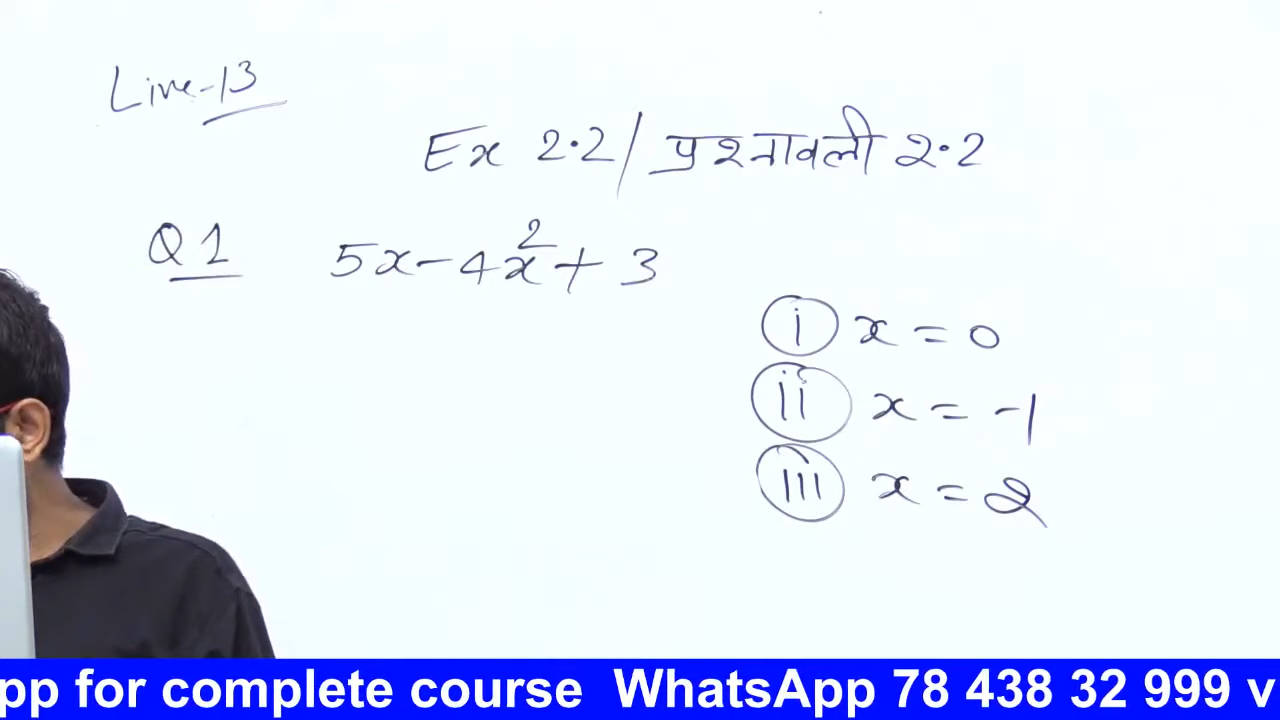 Live-13
Ex 2.2/ प्रश्नावली 2.2
Q1 5x-4x²+3
i x = 0
ii x = -1
iii x = 2
pp for complete course WhatsApp 78 438 32 999 v